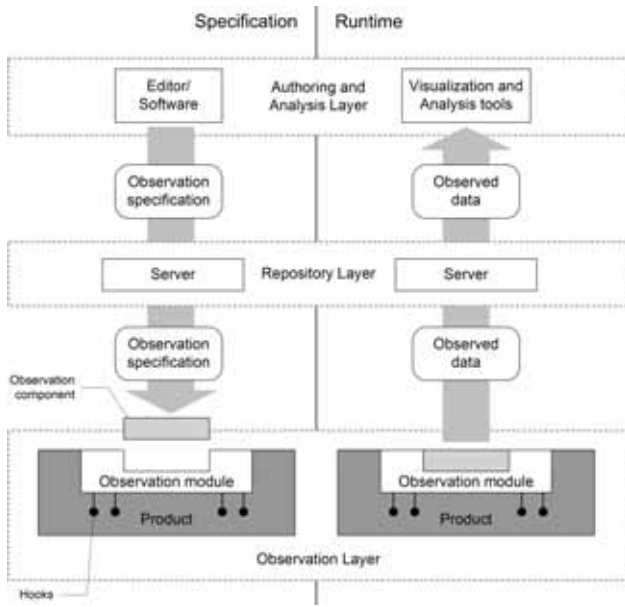 Specification
Runtime
Editor/
Software
Authoring and
Analysis Layer
Visualization and
Analysis tools
Observation
specification
Observed
data
Server
Repository Layer
Server
Observation
specification
Observed
data
Observation
component
Observation module
Product
Observation module
Product
Observation Layer
Hooks